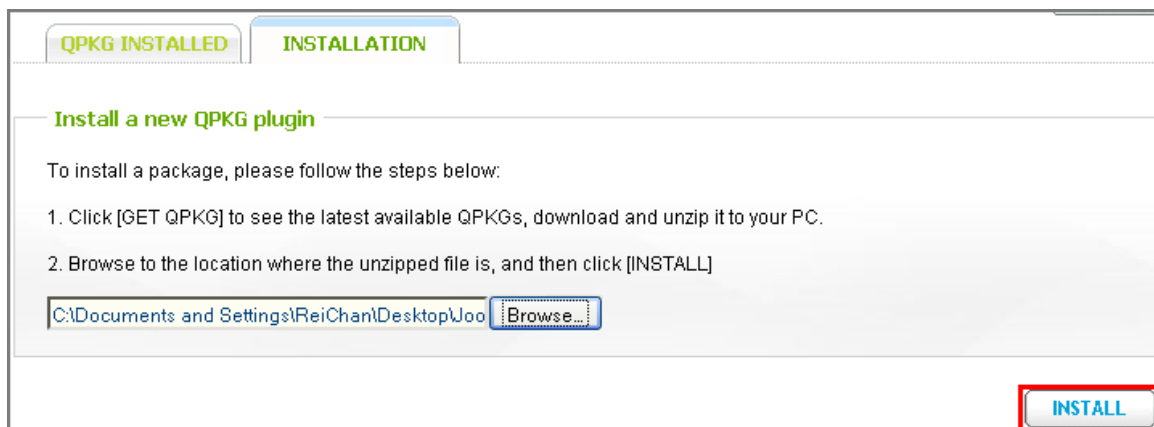 QPKG INSTALLED INSTALLATION
Install a new QPKG plugin
To install a package, please follow the steps below:
1. Click [GET QPKG] to see the latest available QPKGs, download and unzip it to your PC.
2. Browse to the location where the unzipped file is, and then click [INSTALL]
C:\Documents and Settings\ReiChan\Desktop\Joo Browse...
INSTALL